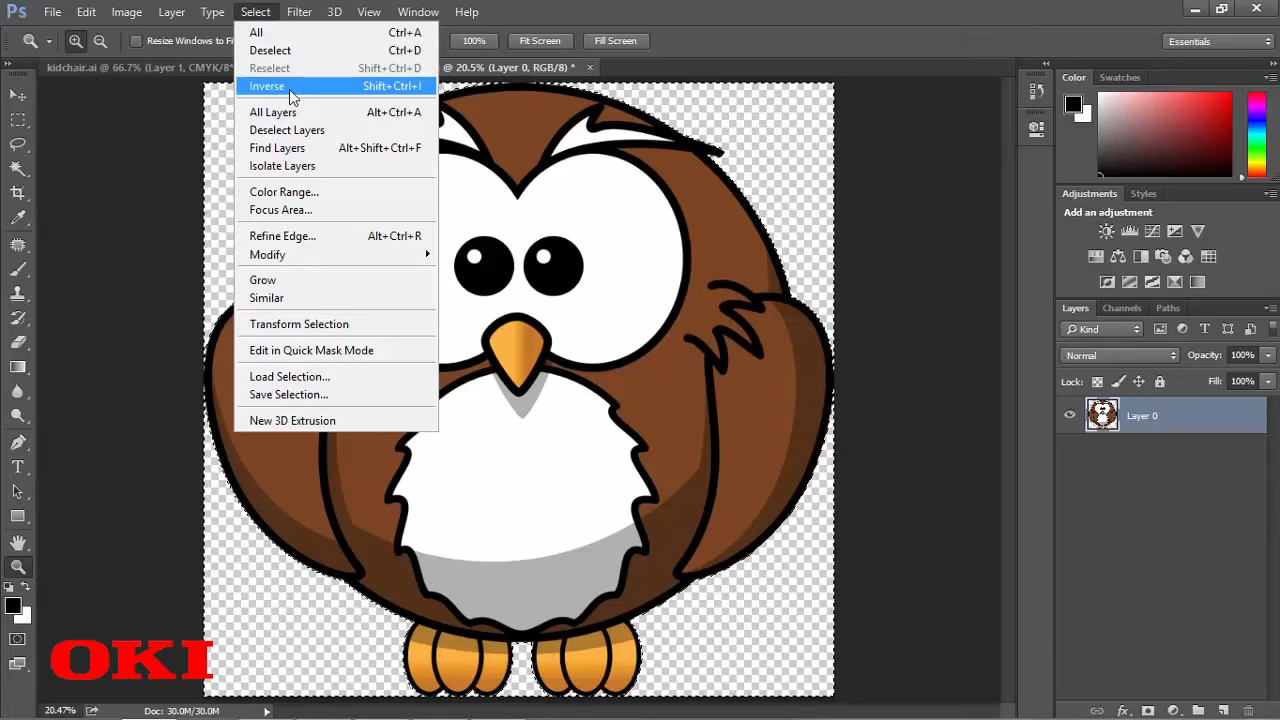 Ps File Edit Image Layer Type Select Filter 3D View Window Help
Resize Windows to Fi 100% Fit Screen Fill Screen Essentials
kidchair.ai @ 66.7% (Layer 1, CMYK/8* @ 20.5% (Layer 0, RGB/8) * ×
All Ctrl+A
Deselect Ctrl+D
Reselect Shift+Ctrl+D
Inverse Shift+Ctrl+I
All Layers Alt+Ctrl+A
Deselect Layers
Find Layers Alt+Shift+Ctrl+F
Isolate Layers
Color Range...
Focus Area...
Refine Edge... Alt+Ctrl+R
Modify
Grow
Similar
Transform Selection
Edit in Quick Mask Mode
Load Selection...
Save Selection...
New 3D Extrusion
Color Swatches
Adjustments Styles
Add an adjustment
Layers Channels Paths
Kind
Normal Opacity: 100%
Lock: Fill: 100%
Layer 0
OKI
20.47% Doc: 30.0M/30.0M
fx